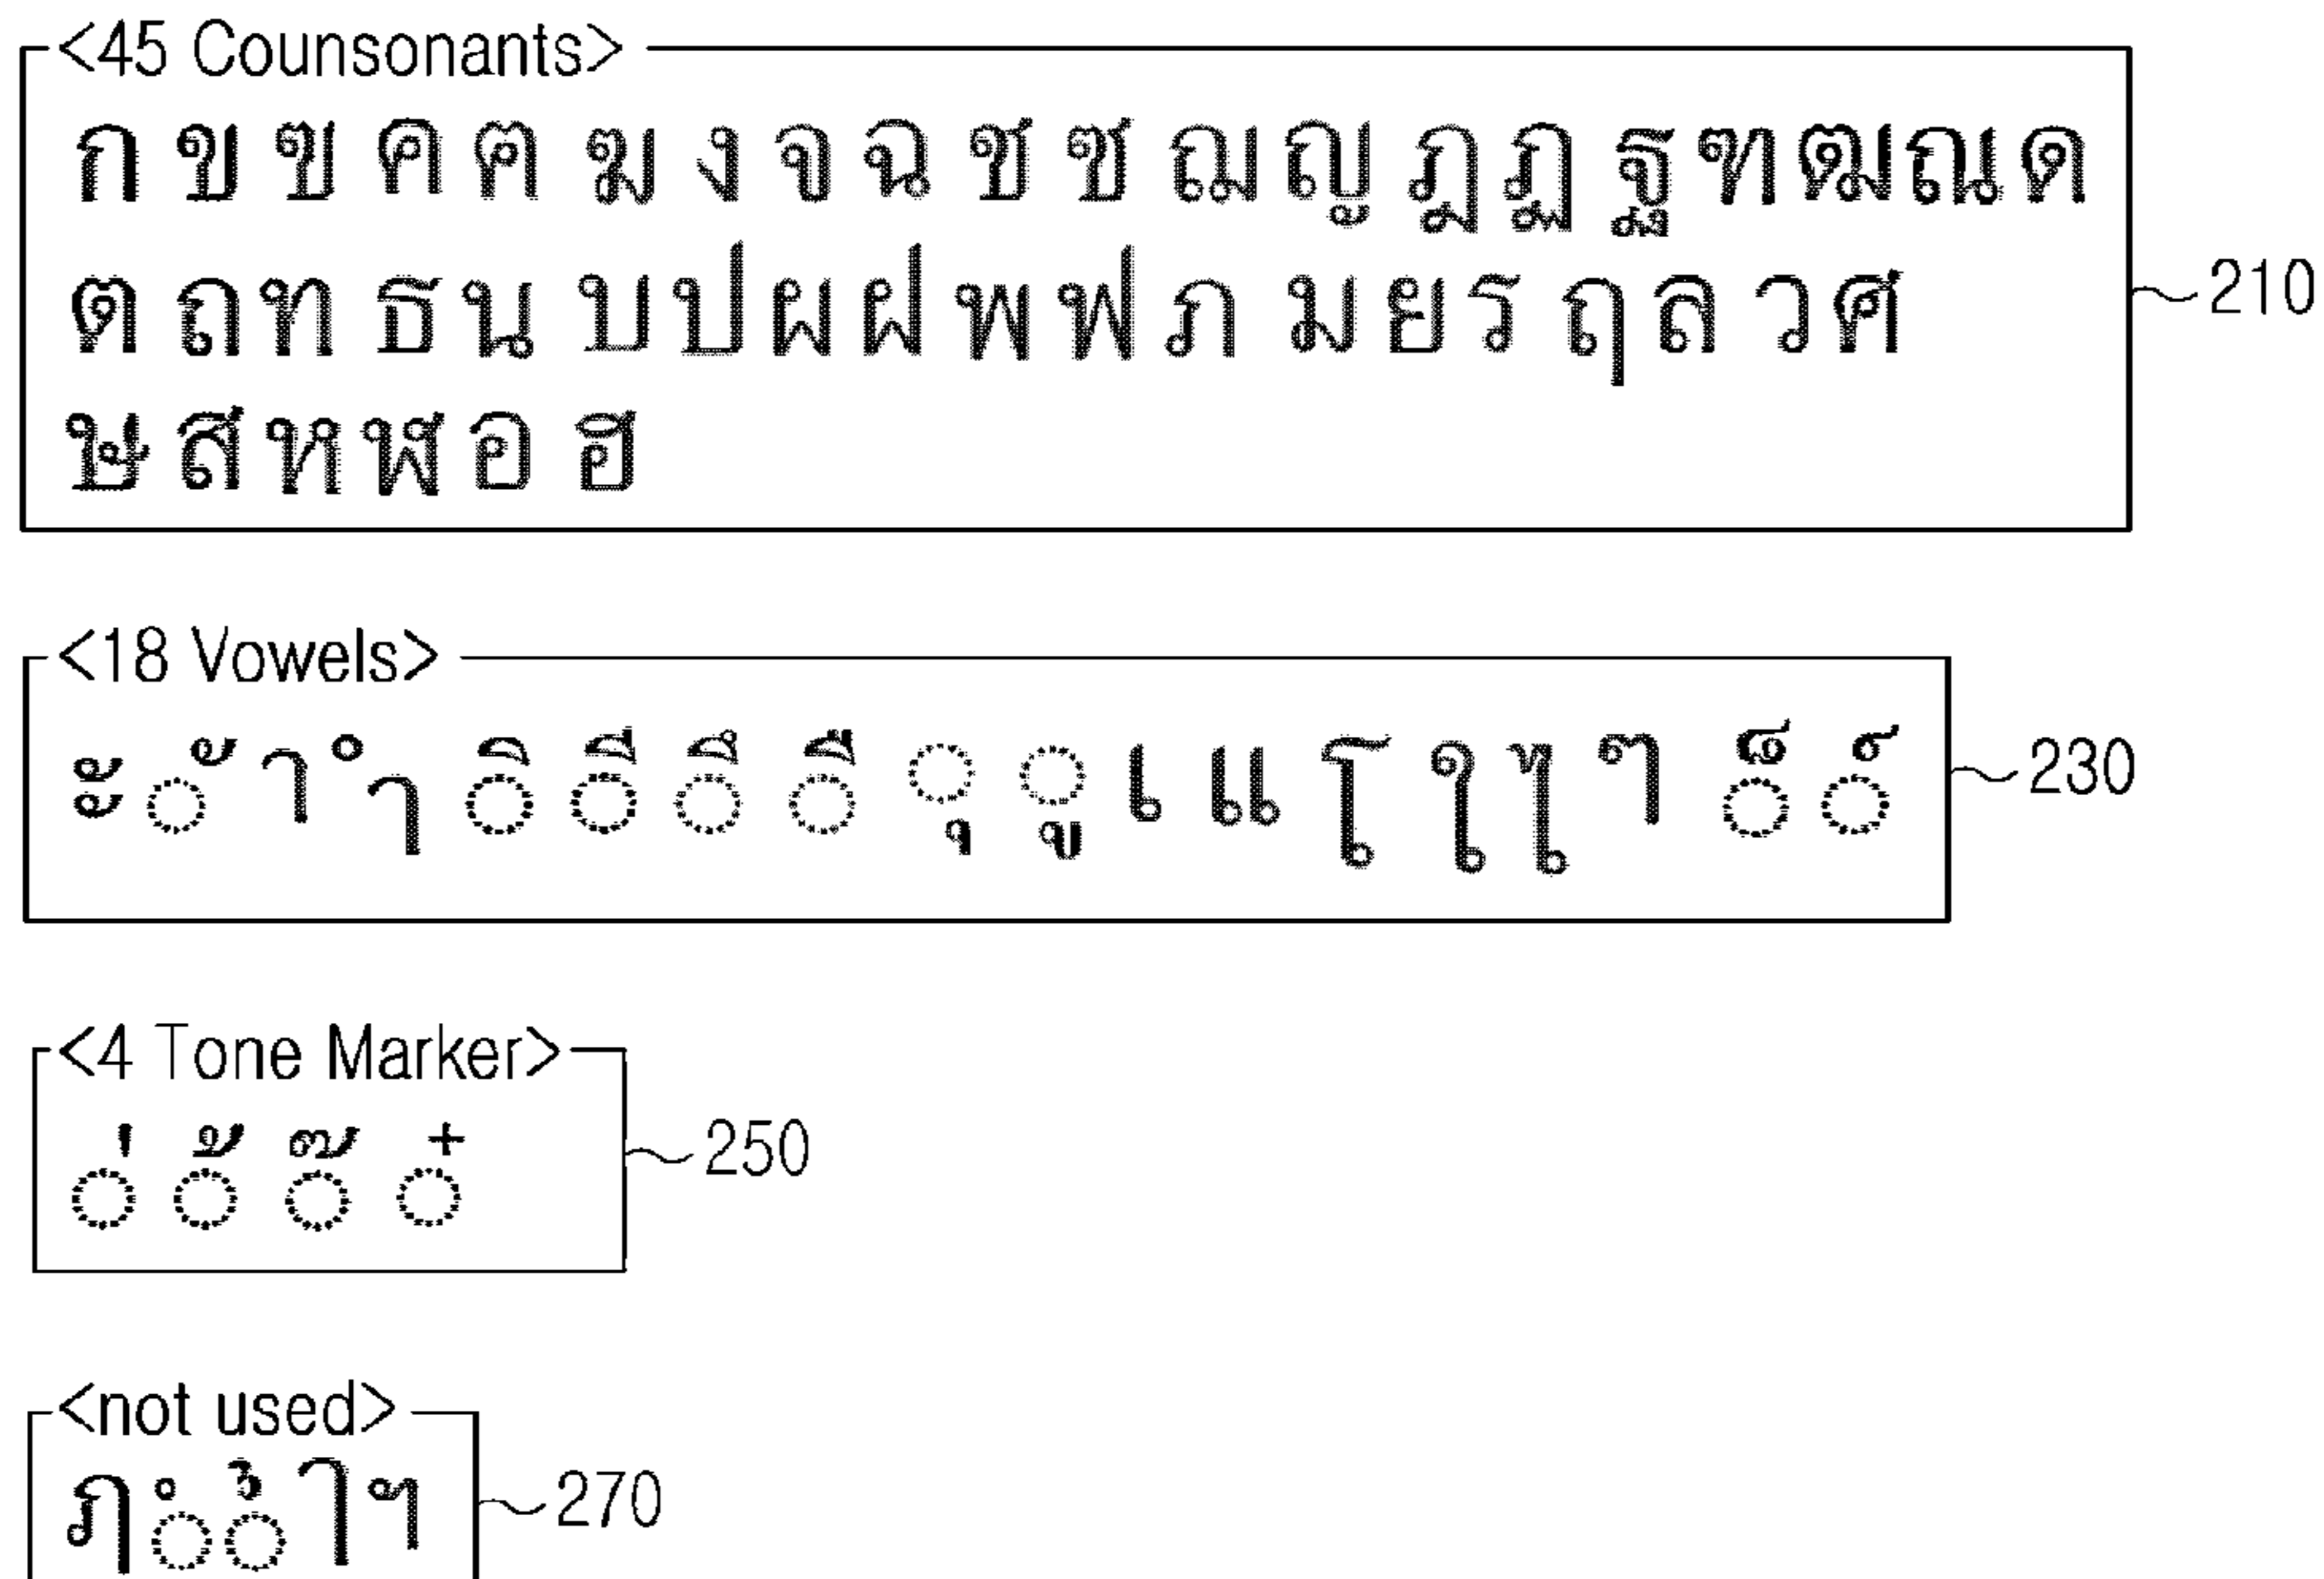 <45 Counsonants>
ก ข ฃ ค ฅ ฆ ง จ ฉ ช ซ ฌ ญ ฎ ฏ ฐ ฑ ฒ ณ ด
ต ถ ท ธ น บ ป ผ ฝ พ ฟ ภ ม ย ร ฤ ล ว ศ
ษ ส ห ฬ อ ฮ
210
<18 Vowels>
ะ ◌ั า ำ ◌ิ ◌ี ◌ึ ◌ื ◌ุ ◌ู เ แ โ ใ ไ ๆ ◌็ ◌์
230
<4 Tone Marker>
◌่ ◌้ ◌๊ ◌๋
250
<not used>
ฦ ◌ํ ◌๎ ๅ ฯ
270